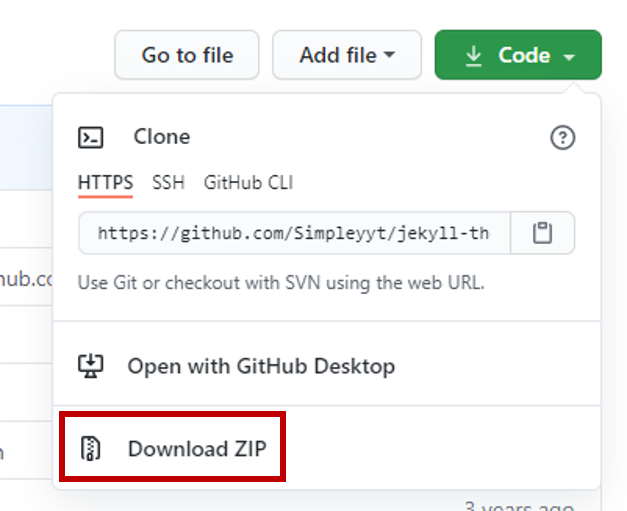 Go to file
Add file
Code
Clone
HTTPS SSH GitHub CLI
https://github.com/Simpleyyt/jekyll-th
hub.co
Use Git or checkout with SVN using the web URL.
Open with GitHub Desktop
Download ZIP
3 years ago